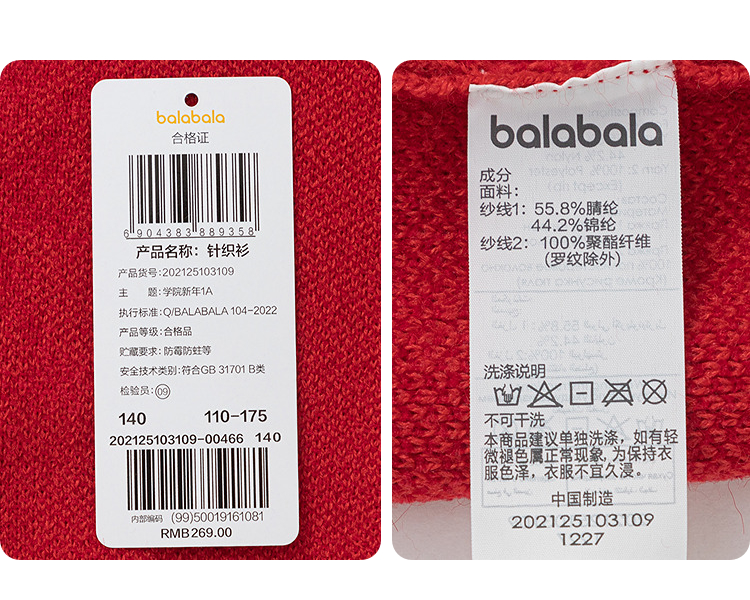 balabala
合格证
6 904383 889358
产品名称：针织衫
产品货号:202125103109
主 题:学院新年1A
执行标准:Q/BALABALA 104-2022
产品等级:合格品
贮藏要求:防霉防蛀等
安全技术类别:符合GB 31701 B类
检验员:09
140 110-175
202125103109-00466 140
内部编码 (99)50019161081
RMB269.00
balabala
成分
面料：
纱线1：55.8%腈纶
44.2%锦纶
纱线2：100%聚酯纤维
（罗纹除外）
洗涤说明
不可干洗
本商品建议单独洗涤，如有轻
微褪色属正常现象，为保持衣
服色泽，衣服不宜久浸。
中国制造
202125103109
1227